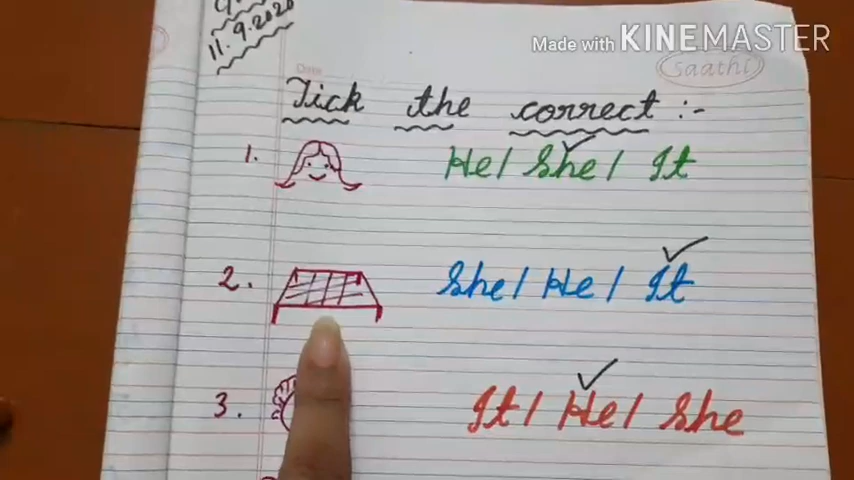 11.9.2020
Made with KINEMASTER
Saathi
Date
Tick the correct :-
1. He / She / It
2. She / He / It
3. It / He / She